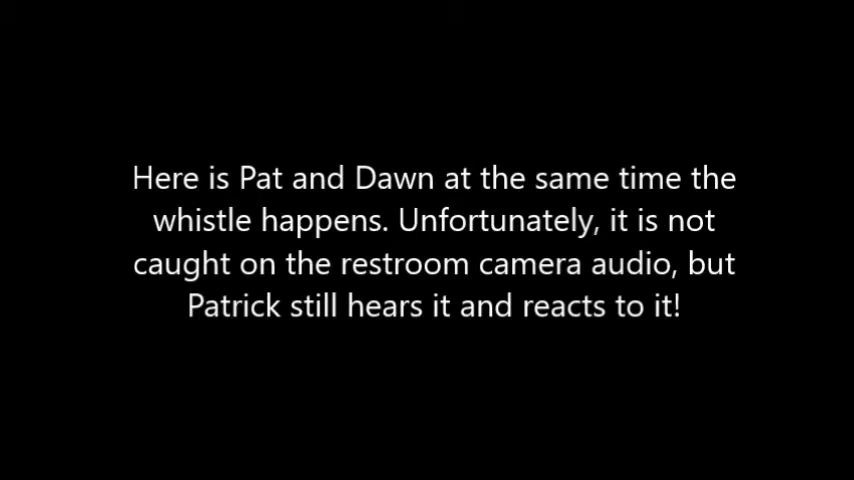 Here is Pat and Dawn at the same time the
whistle happens. Unfortunately, it is not
caught on the restroom camera audio, but
Patrick still hears it and reacts to it!